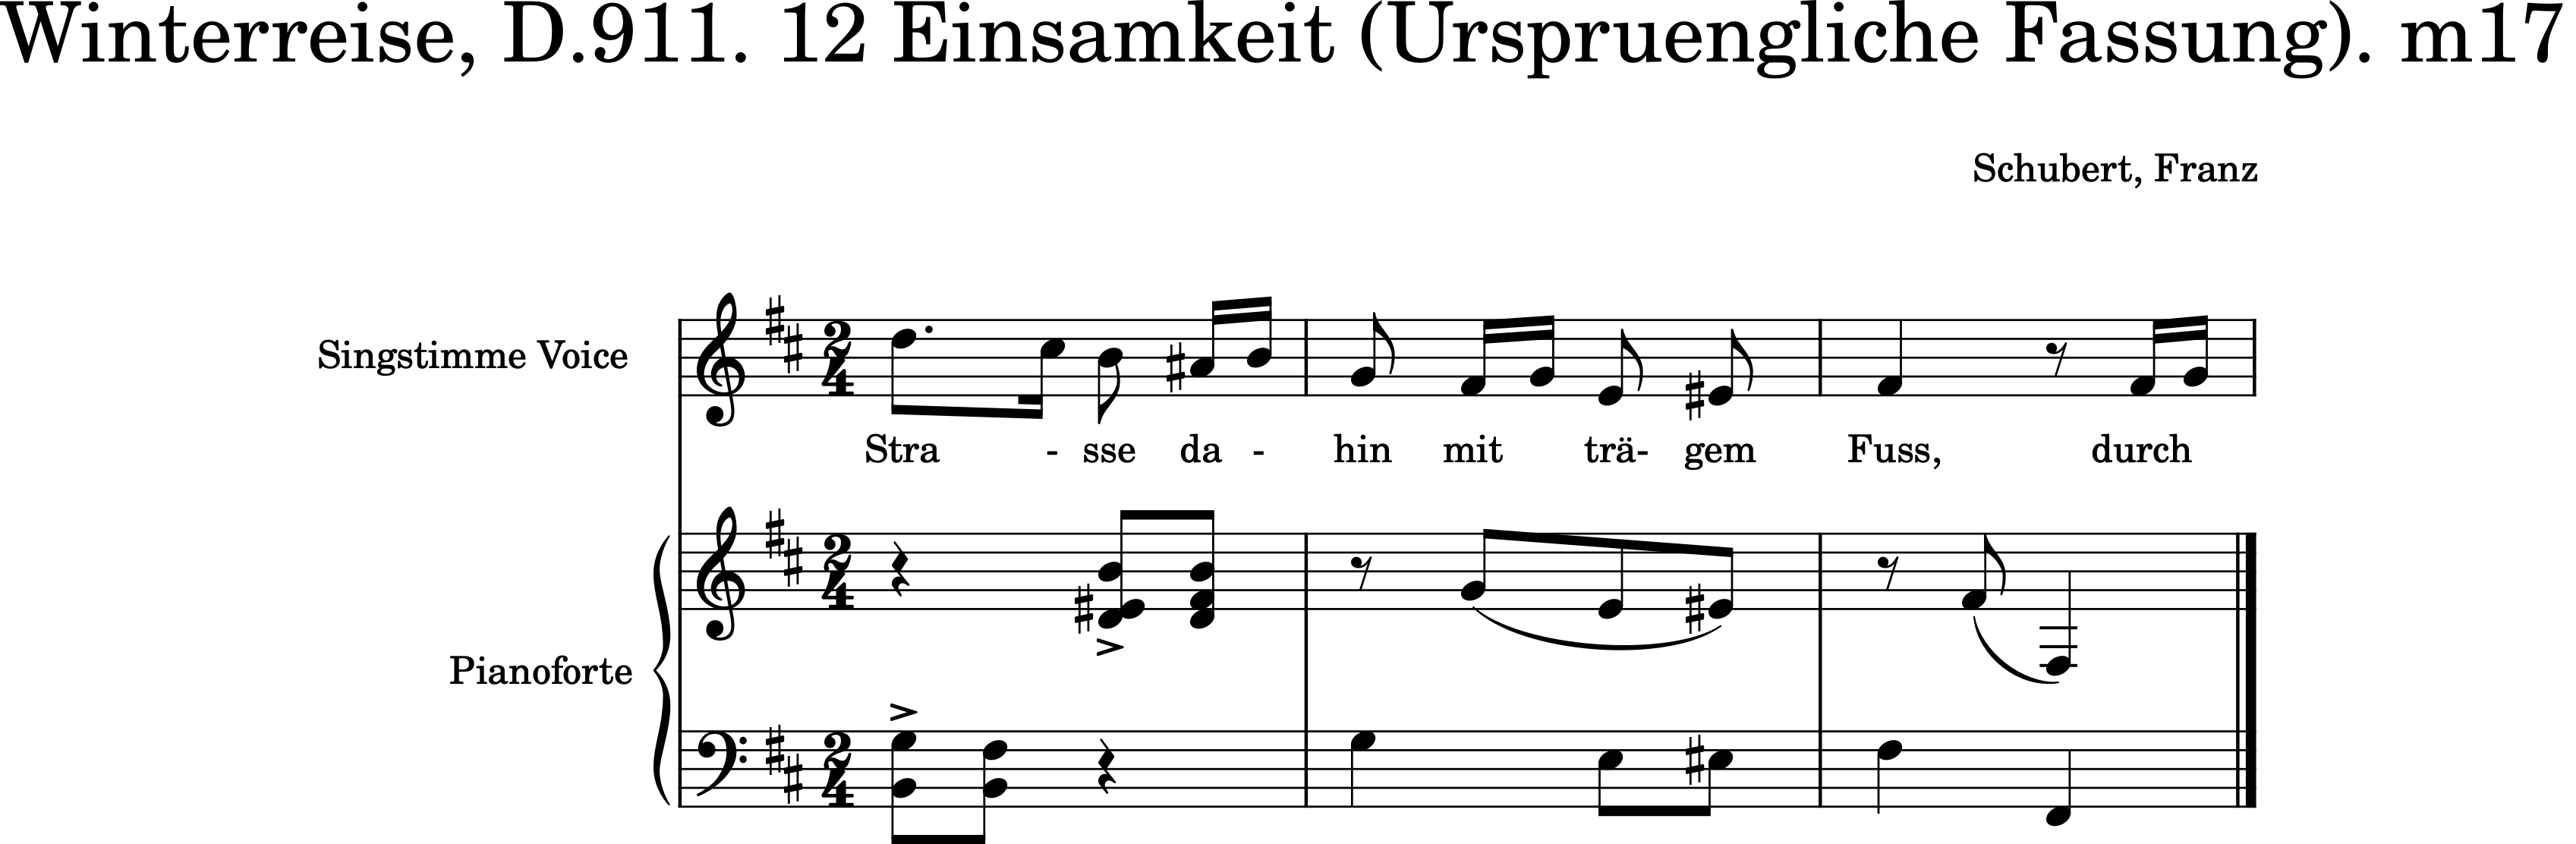 Winterreise, D.911. 12 Einsamkeit (Urspruengliche Fassung). m17
Schubert, Franz
Singstimme Voice
Stra - sse da - hin mit trä- gem Fuss, durch
Pianoforte